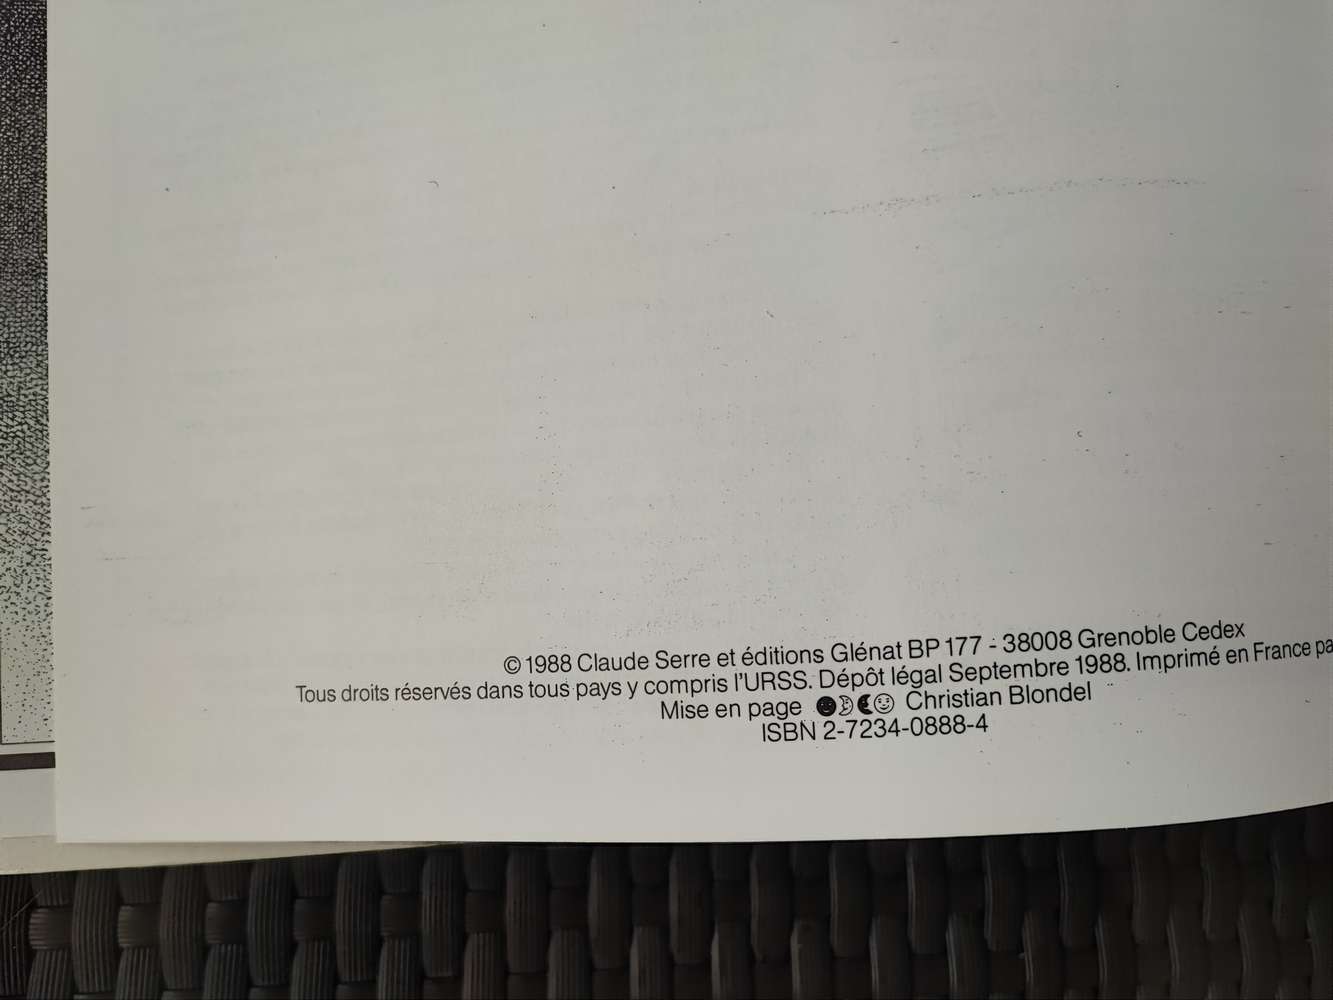 © 1988 Claude Serre et éditions Glénat BP 177 - 38008 Grenoble Cedex
Tous droits réservés dans tous pays y compris l'URSS. Dépôt légal Septembre 1988. Imprimé en France pa
Mise en page Christian Blondel
ISBN 2-7234-0888-4